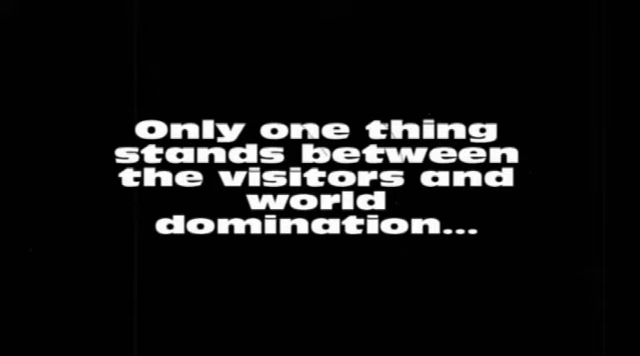 Only one thing
stands between
the visitors and
world
domination...